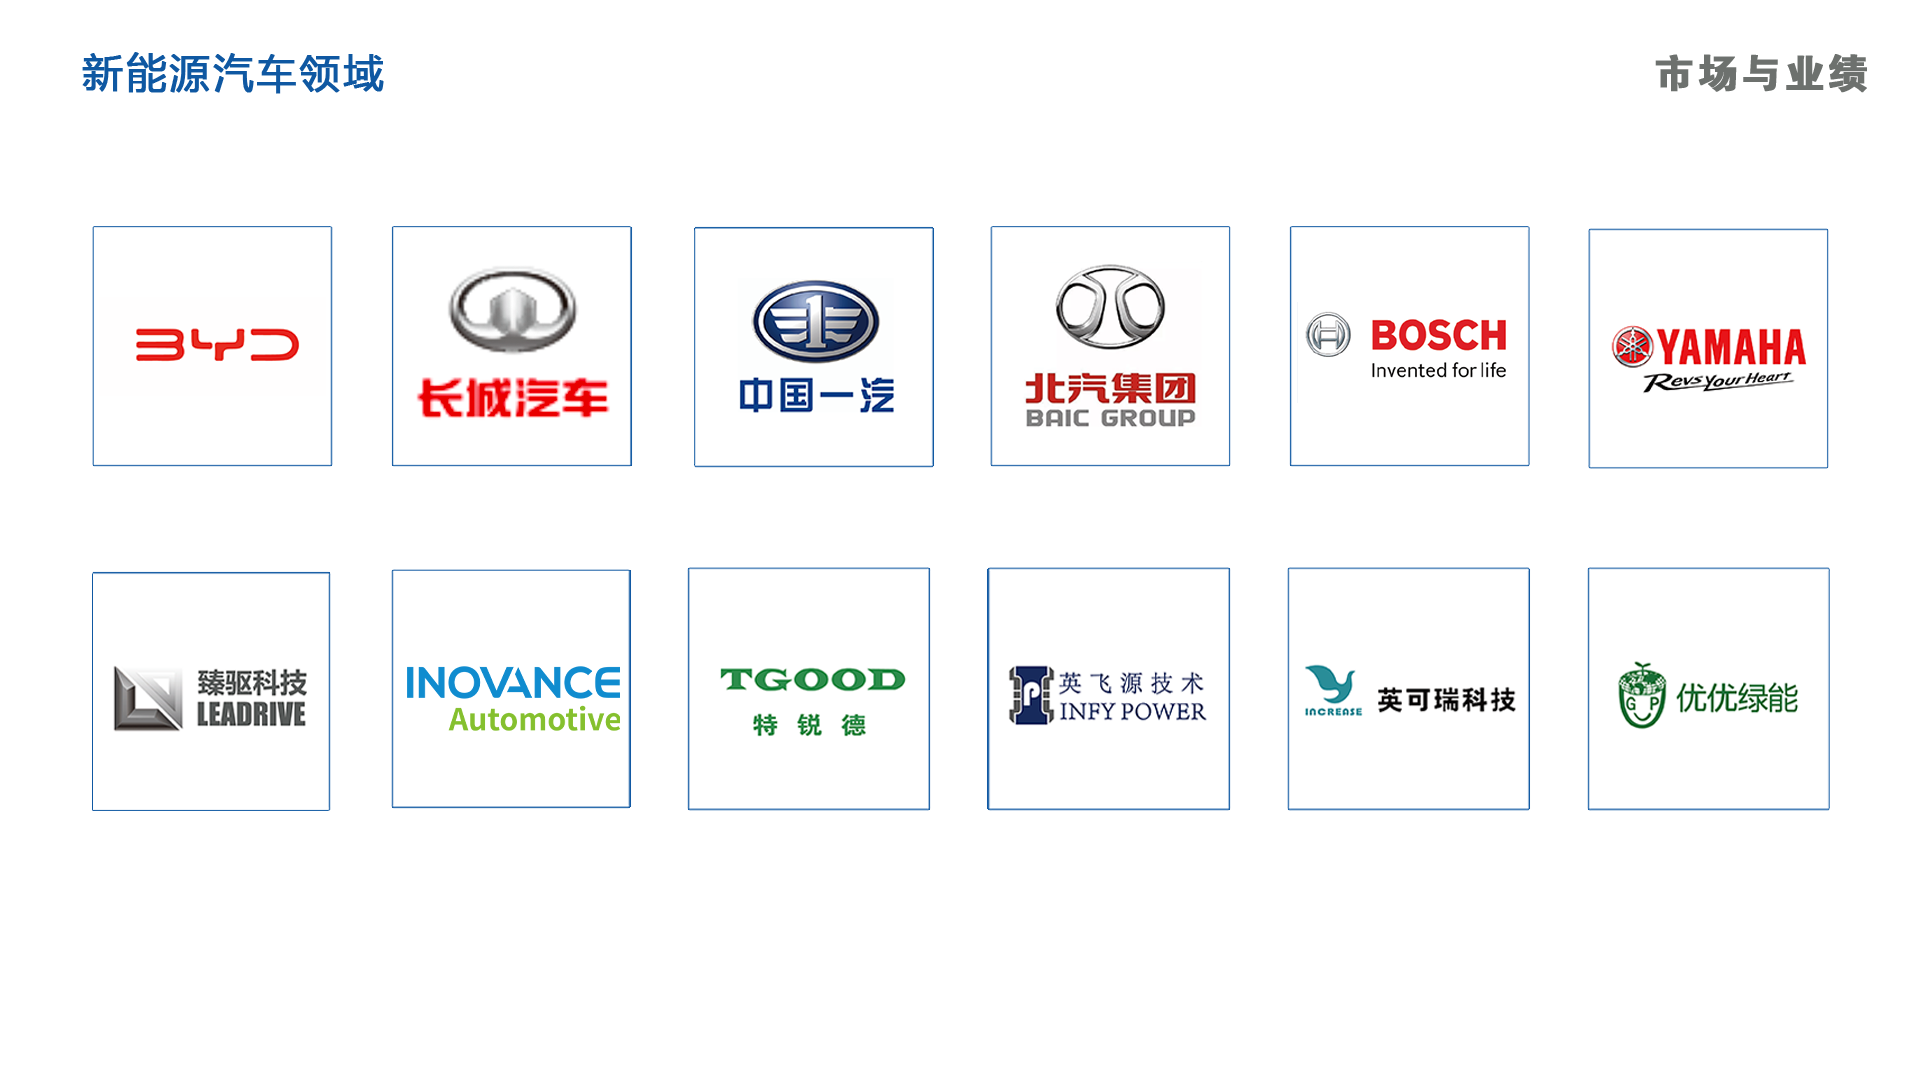 新能源汽车领域
市场与业绩
BYD
长城汽车
1
中国一汽
北汽集团
BAIC GROUP
BOSCH
Invented for life
YAMAHA
Revs Your Heart
臻驱科技
LEADRIVE
INOVANCE
Automotive
TGOOD
特锐德
P
英飞源技术
INFY POWER
INCREASE
英可瑞科技
G P
优优绿能